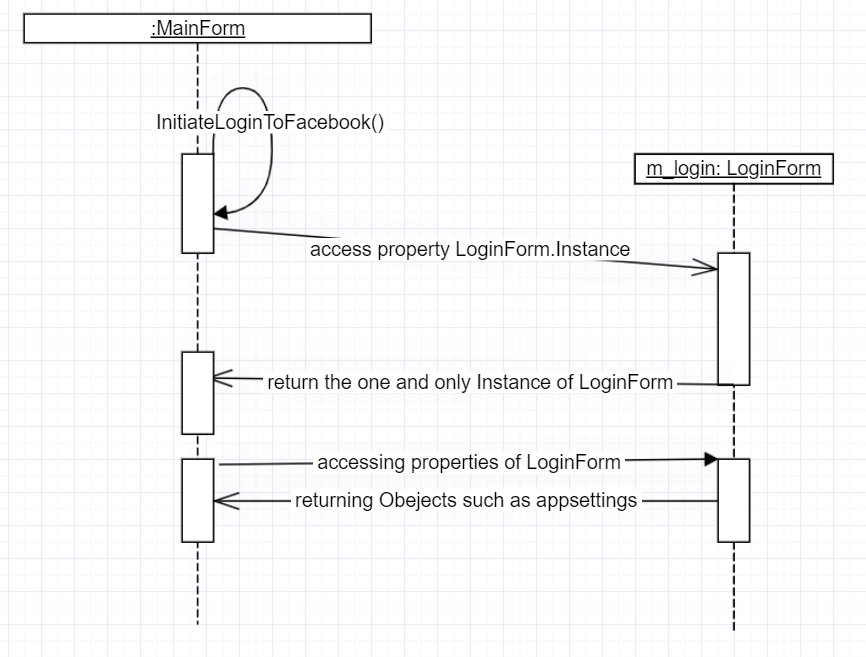 :MainForm
InitiateLoginToFacebook()
m_login: LoginForm
access property LoginForm.Instance
return the one and only Instance of LoginForm
accessing properties of LoginForm
returning Obejects such as appsettings